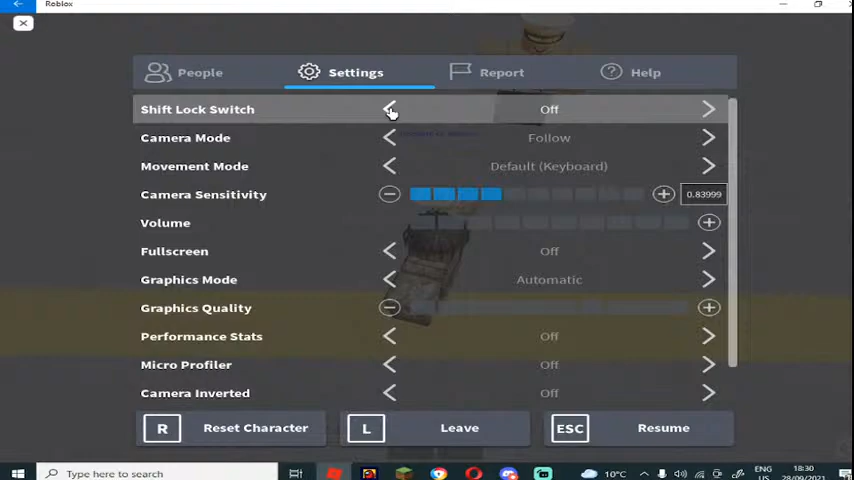 Roblox
People
Settings
Report
Help
Shift Lock Switch Off
Camera Mode Follow
Movement Mode Default (Keyboard)
Camera Sensitivity 0.83999
Volume
Fullscreen Off
Graphics Mode Automatic
Graphics Quality
Performance Stats Off
Micro Profiler Off
Camera Inverted Off
R Reset Character
L Leave
ESC Resume
Type here to search
10°C
ENG
US
18:30
28/09/2021